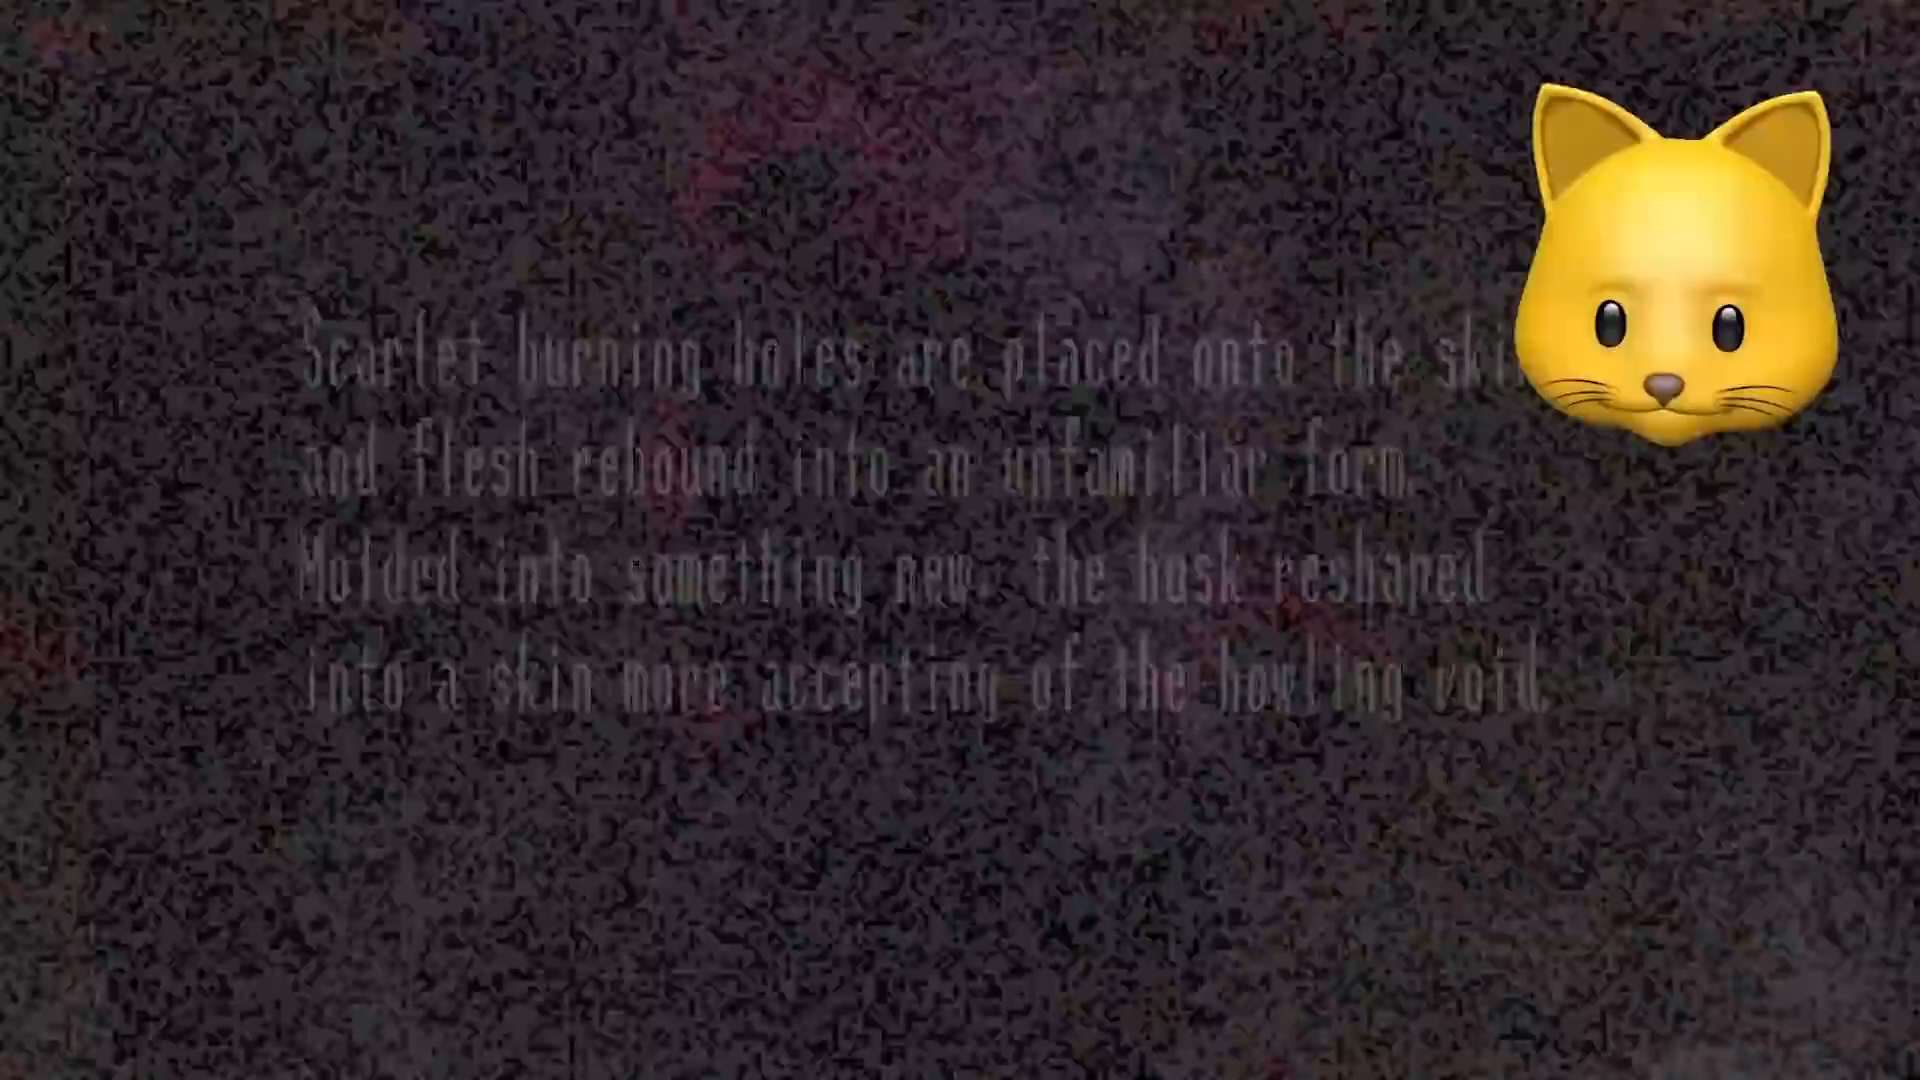 Scarlet burning holes are placed onto the ski
and flesh rebound into an unfamiliar form.
Molded into something new. the husk reshaped
into a skin more accepting of the howling void.